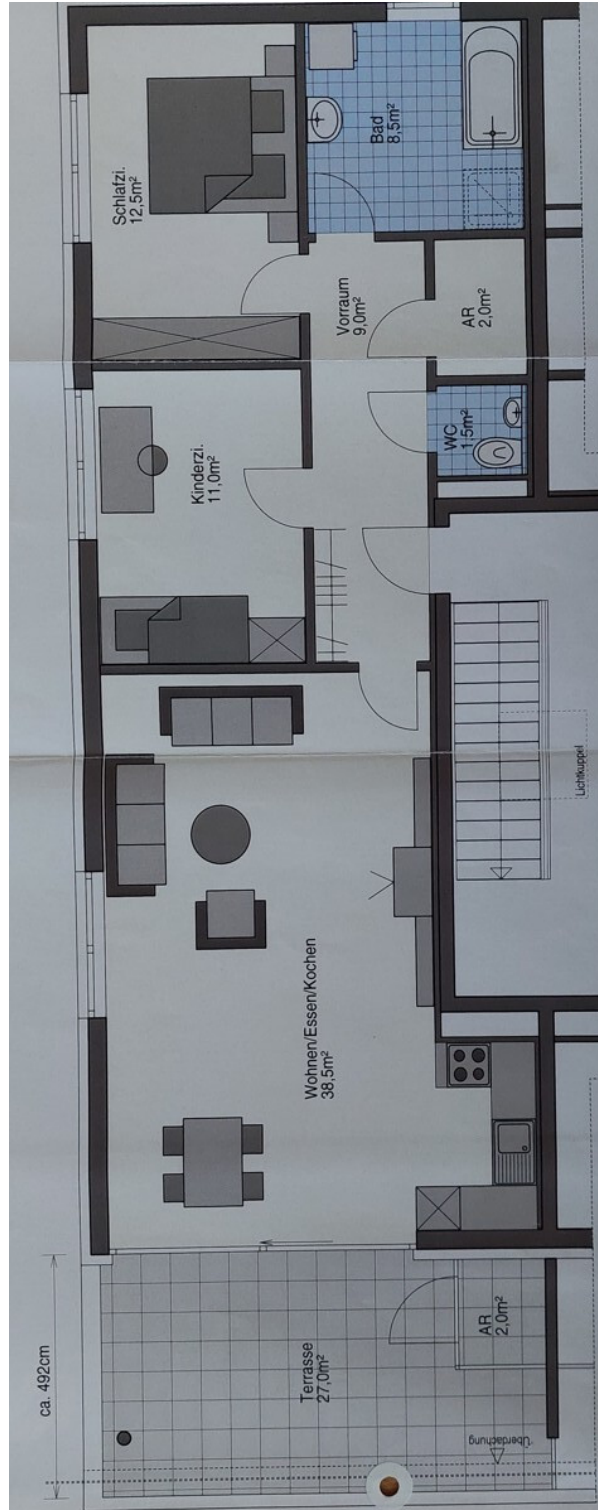 Schlafzi.
12,5m²
Bad
8,5m²
Vorraum
9,0m²
AR
2,0m²
WC
1,5m²
Kinderzi.
11,0m²
Lichtkuppel
Wohnen/Essen/Kochen
38,5m²
ca. 492cm
Terrasse
27,0m²
AR
2,0m²
Überdachung